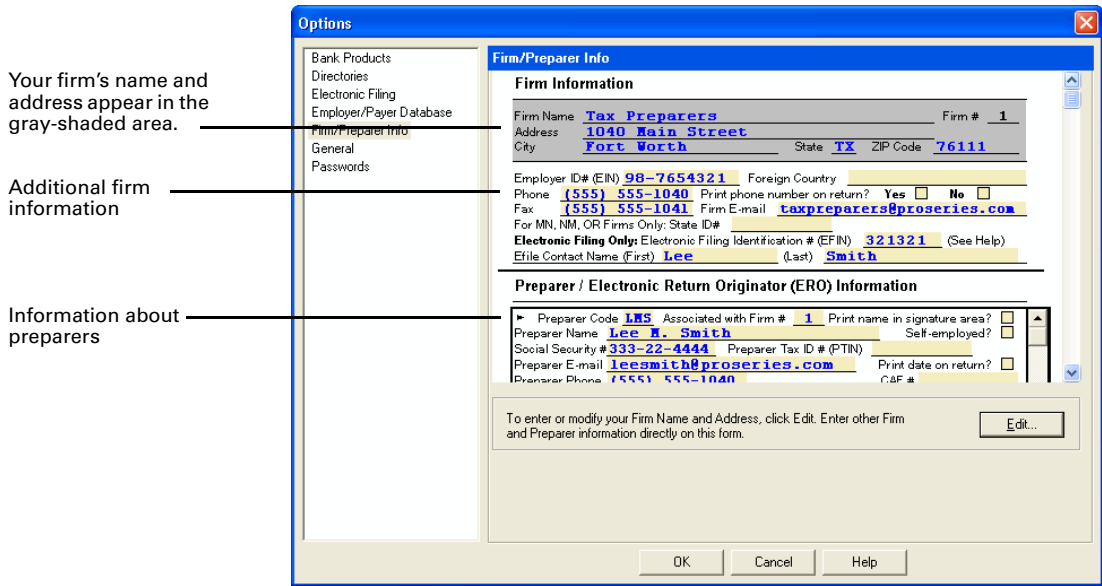 Options
Bank Products
Directories
Electronic Filing
Employer/Payer Database
Firm/Preparer Info
General
Passwords
Your firm's name and
address appear in the
gray-shaded area.
Additional firm
information
Information about
preparers
Firm/Preparer Info
Firm Information
Firm Name Tax Preparers Firm # 1
Address 1040 Main Street
City Fort Worth State TX ZIP Code 76111
Employer ID# (EIN) 98-7654321 Foreign Country
Phone (555) 555-1040 Print phone number on return? Yes No
Fax (555) 555-1041 Firm E-mail taxpreparers@proseries.com
For MN, NM, OR Firms Only: State ID#
Electronic Filing Only: Electronic Filing Identification # (EFIN) 321321 (See Help)
Efile Contact Name (First) Lee (Last) Smith
Preparer / Electronic Return Originator (ERO) Information
Preparer Code LMS Associated with Firm # 1 Print name in signature area?
Preparer Name Lee M. Smith Self-employed?
Social Security # 333-22-4444 Preparer Tax ID # (PTIN)
Preparer E-mail leesmith@proseries.com Print date on return?
Preparer Phone (555) 555-1040 CAF #
To enter or modify your Firm Name and Address, click Edit. Enter other Firm
and Preparer information directly on this form.
Edit...
OK Cancel Help